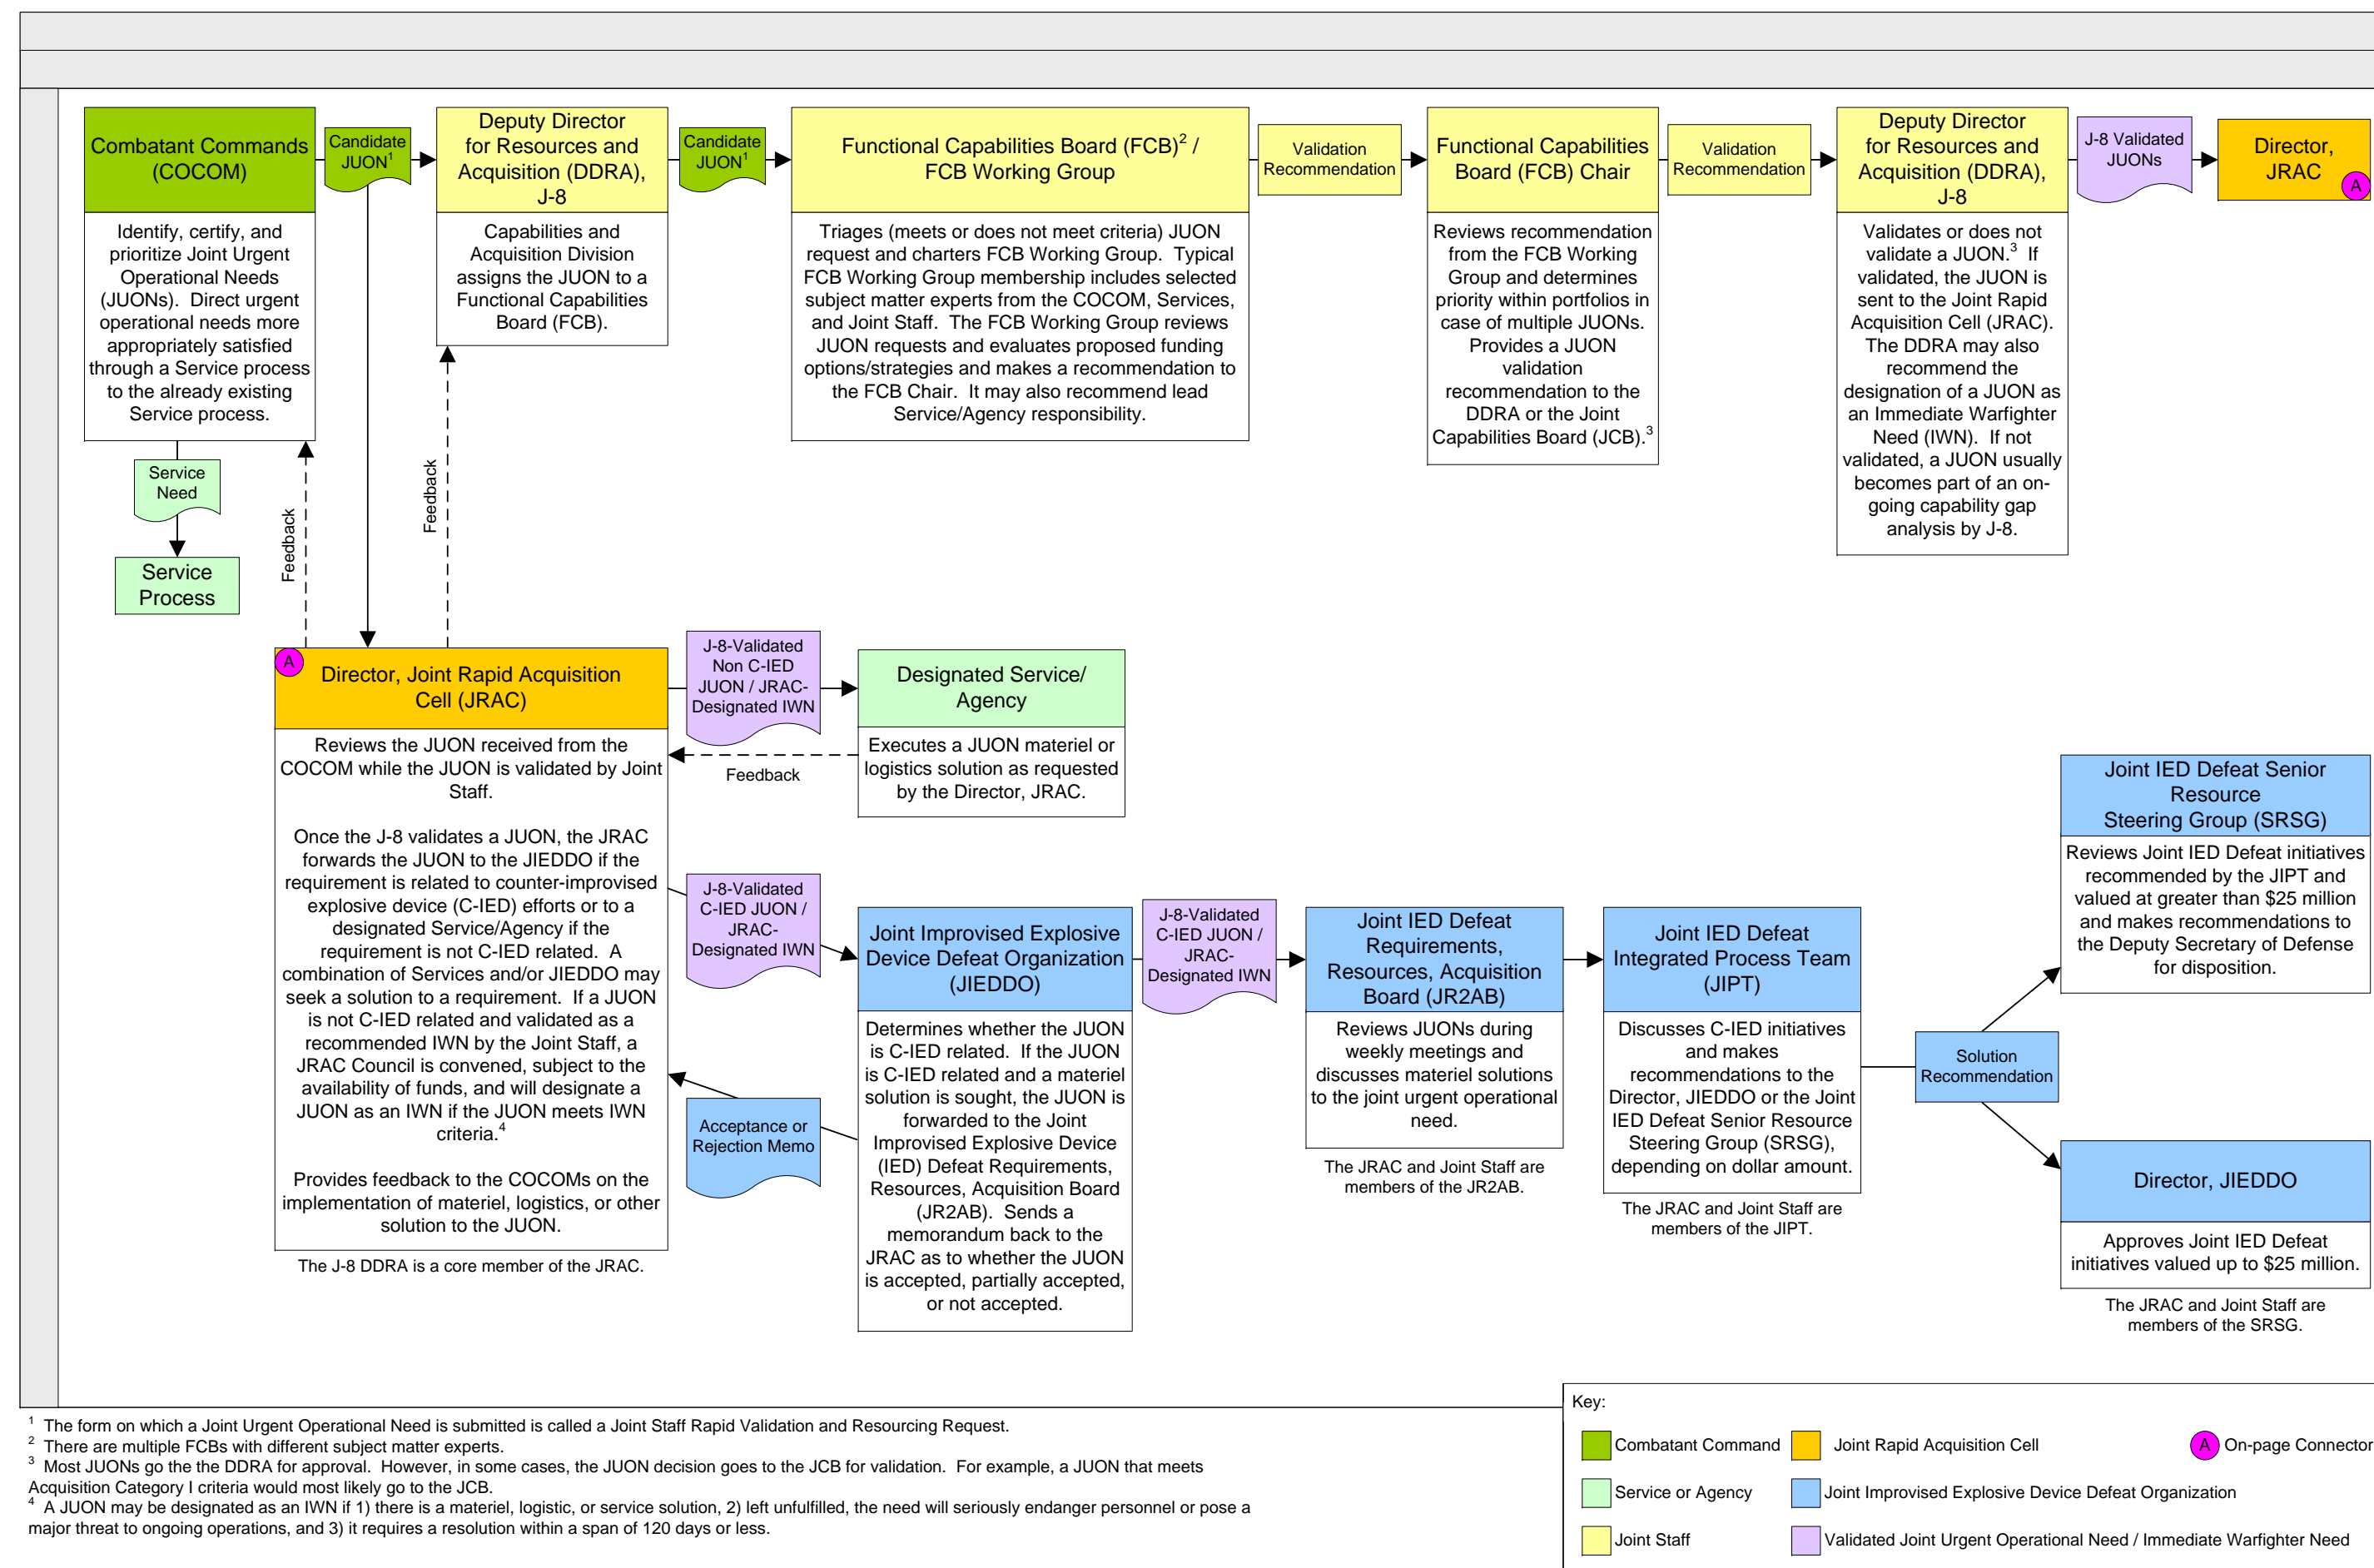 Combatant Commands
(COCOM)
Candidate
JUON1
Deputy Director
for Resources and
Acquisition (DDRA),
J-8
Candidate
JUON1
Functional Capabilities Board (FCB)2 /
FCB Working Group
Validation
Recommendation
Functional Capabilities
Board (FCB) Chair
Validation
Recommendation
Deputy Director
for Resources and
Acquisition (DDRA),
J-8
J-8 Validated
JUONs
Director,
JRAC
A
Identify, certify, and
prioritize Joint Urgent
Operational Needs
(JUONs).  Direct urgent
operational needs more
appropriately satisfied
through a Service process
to the already existing
Service process.
Capabilities and
Acquisition Division
assigns the JUON to a
Functional Capabilities
Board (FCB).
Triages (meets or does not meet criteria) JUON
request and charters FCB Working Group.  Typical
FCB Working Group membership includes selected
subject matter experts from the COCOM, Services,
and Joint Staff.  The FCB Working Group reviews
JUON requests and evaluates proposed funding
options/strategies and makes a recommendation to
the FCB Chair.  It may also recommend lead
Service/Agency responsibility.
Reviews recommendation
from the FCB Working
Group and determines
priority within portfolios in
case of multiple JUONs.
Provides a JUON
validation
recommendation to the
DDRA or the Joint
Capabilities Board (JCB).3
Validates or does not
validate a JUON.3  If
validated, the JUON is
sent to the Joint Rapid
Acquisition Cell (JRAC).
The DDRA may also
recommend the
designation of a JUON as
an Immediate Warfighter
Need (IWN).  If not
validated, a JUON usually
becomes part of an on-
going capability gap
analysis by J-8.
Service
Need
Service
Process
Feedback
Feedback
A
Director, Joint Rapid Acquisition
Cell (JRAC)
Reviews the JUON received from the
COCOM while the JUON is validated by Joint
Staff.
Once the J-8 validates a JUON, the JRAC
forwards the JUON to the JIEDDO if the
requirement is related to counter-improvised
explosive device (C-IED) efforts or to a
designated Service/Agency if the
requirement is not C-IED related.  A
combination of Services and/or JIEDDO may
seek a solution to a requirement.  If a JUON
is not C-IED related and validated as a
recommended IWN by the Joint Staff, a
JRAC Council is convened, subject to the
availability of funds, and will designate a
JUON as an IWN if the JUON meets IWN
criteria.4
Provides feedback to the COCOMs on the
implementation of materiel, logistics, or other
solution to the JUON.
The J-8 DDRA is a core member of the JRAC.
J-8-Validated
Non C-IED
JUON / JRAC-
Designated IWN
Designated Service/
Agency
Executes a JUON materiel or
logistics solution as requested
by the Director, JRAC.
Feedback
J-8-Validated
C-IED JUON /
JRAC-
Designated IWN
Joint Improvised Explosive
Device Defeat Organization
(JIEDDO)
Determines whether the JUON
is C-IED related.  If the JUON
is C-IED related and a materiel
solution is sought, the JUON is
forwarded to the Joint
Improvised Explosive Device
(IED) Defeat Requirements,
Resources, Acquisition Board
(JR2AB).  Sends a
memorandum back to the
JRAC as to whether the JUON
is accepted, partially accepted,
or not accepted.
Acceptance or
Rejection Memo
J-8-Validated
C-IED JUON /
JRAC-
Designated IWN
Joint IED Defeat
Requirements,
Resources, Acquisition
Board (JR2AB)
Reviews JUONs during
weekly meetings and
discusses materiel solutions
to the joint urgent operational
need.
The JRAC and Joint Staff are
members of the JR2AB.
Joint IED Defeat
Integrated Process Team
(JIPT)
Discusses C-IED initiatives
and makes
recommendations to the
Director, JIEDDO or the Joint
IED Defeat Senior Resource
Steering Group (SRSG),
depending on dollar amount.
The JRAC and Joint Staff are
members of the JIPT.
Solution
Recommendation
Joint IED Defeat Senior
Resource
Steering Group (SRSG)
Reviews Joint IED Defeat initiatives
recommended by the JIPT and
valued at greater than $25 million
and makes recommendations to
the Deputy Secretary of Defense
for disposition.
Director, JIEDDO
Approves Joint IED Defeat
initiatives valued up to $25 million.
The JRAC and Joint Staff are
members of the SRSG.
1  The form on which a Joint Urgent Operational Need is submitted is called a Joint Staff Rapid Validation and Resourcing Request.
2  There are multiple FCBs with different subject matter experts.
3  Most JUONs go the the DDRA for approval.  However, in some cases, the JUON decision goes to the JCB for validation.  For example, a JUON that meets
Acquisition Category I criteria would most likely go to the JCB.
4  A JUON may be designated as an IWN if 1) there is a materiel, logistic, or service solution, 2) left unfulfilled, the need will seriously endanger personnel or pose a
major threat to ongoing operations, and 3) it requires a resolution within a span of 120 days or less.
Key:
Combatant Command
Joint Rapid Acquisition Cell
A On-page Connector
Service or Agency
Joint Improvised Explosive Device Defeat Organization
Joint Staff
Validated Joint Urgent Operational Need / Immediate Warfighter Need